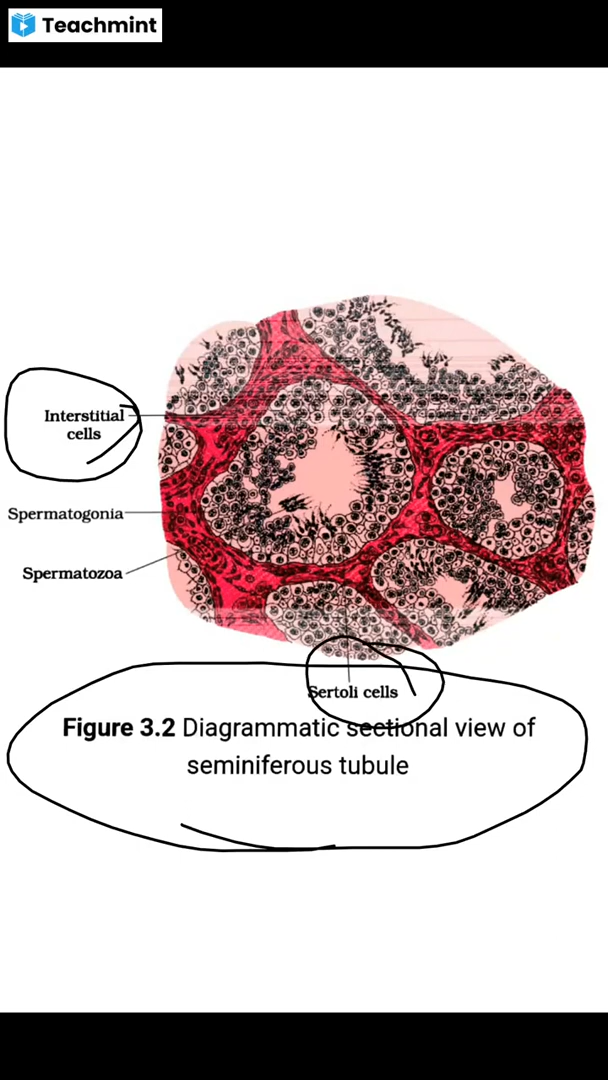 Teachmint
Interstitial
cells
Spermatogonia
Spermatozoa
Sertoli cells
Figure 3.2 Diagrammatic sectional view of
seminiferous tubule